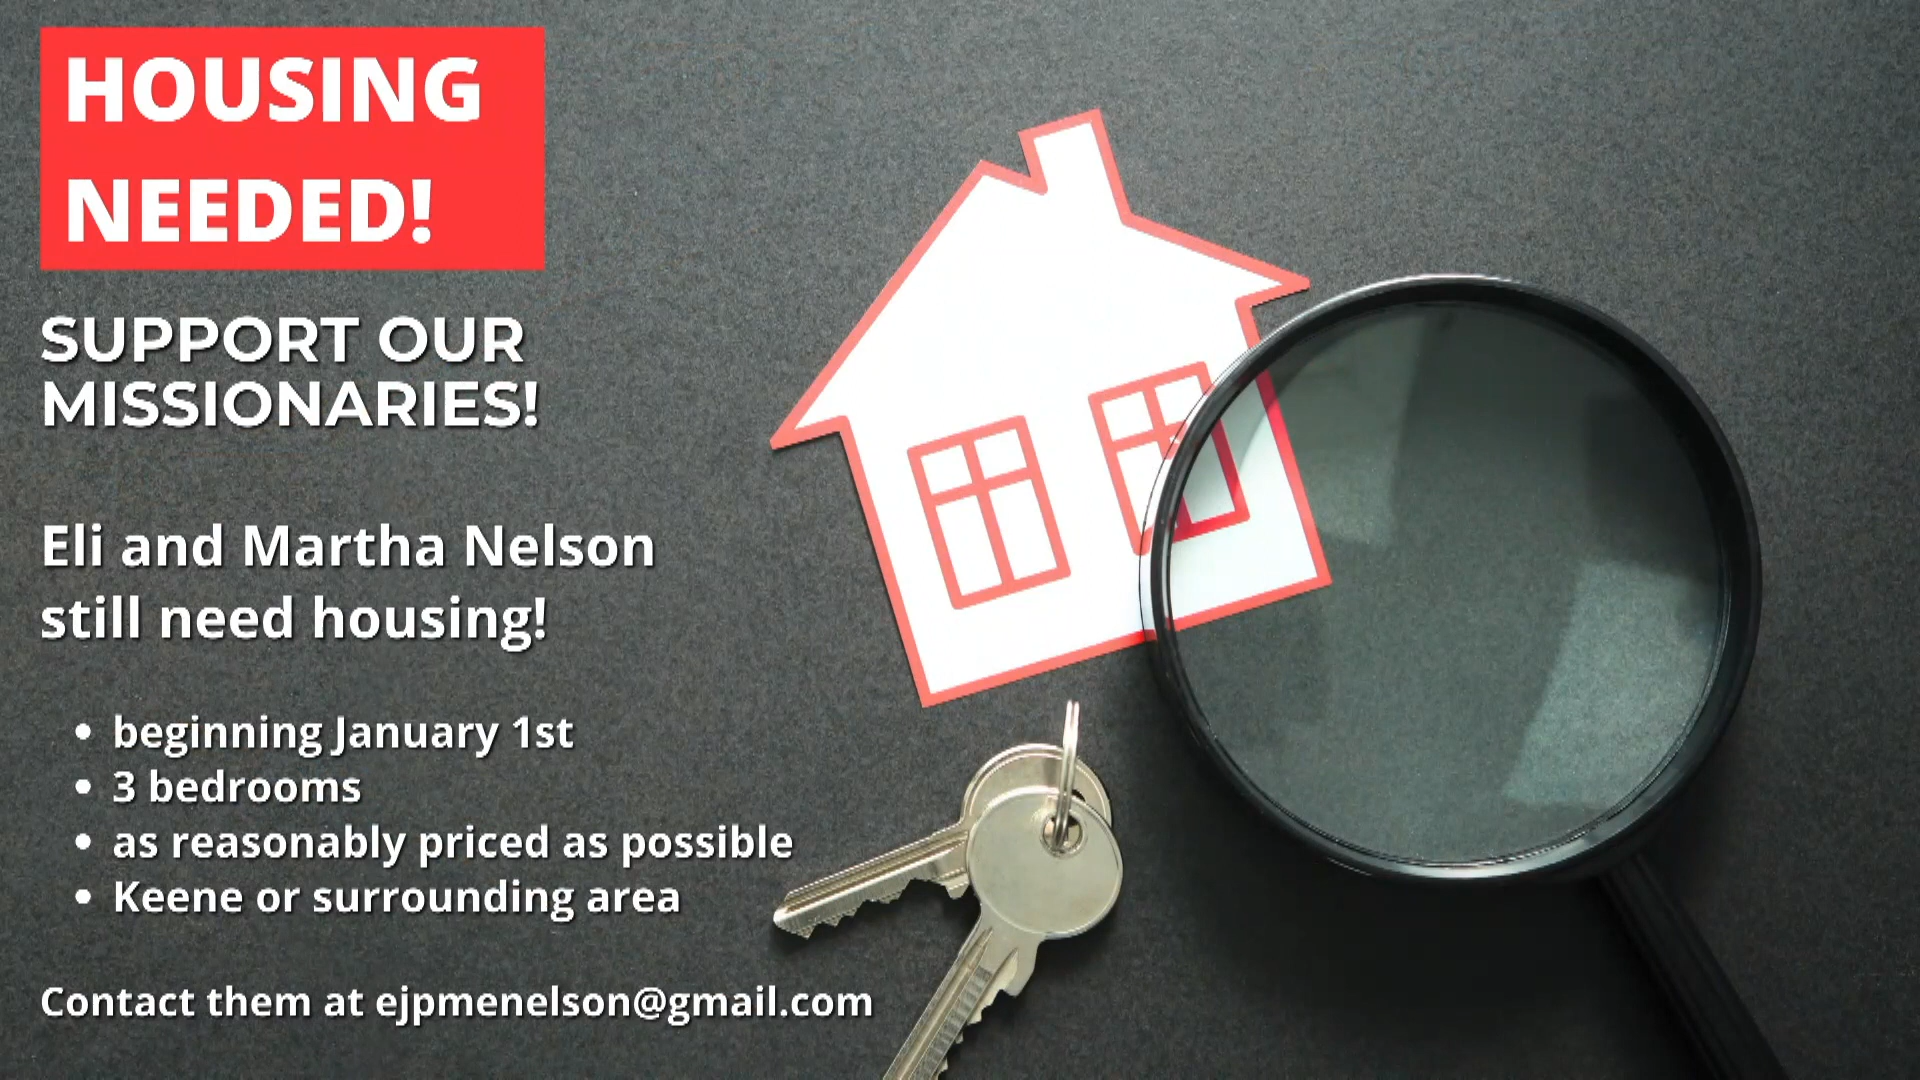 HOUSING
NEEDED!
SUPPORT OUR
MISSIONARIES!
Eli and Martha Nelson
still need housing!
• beginning January 1st
• 3 bedrooms
• as reasonably priced as possible
• Keene or surrounding area
Contact them at ejpmenelson@gmail.com